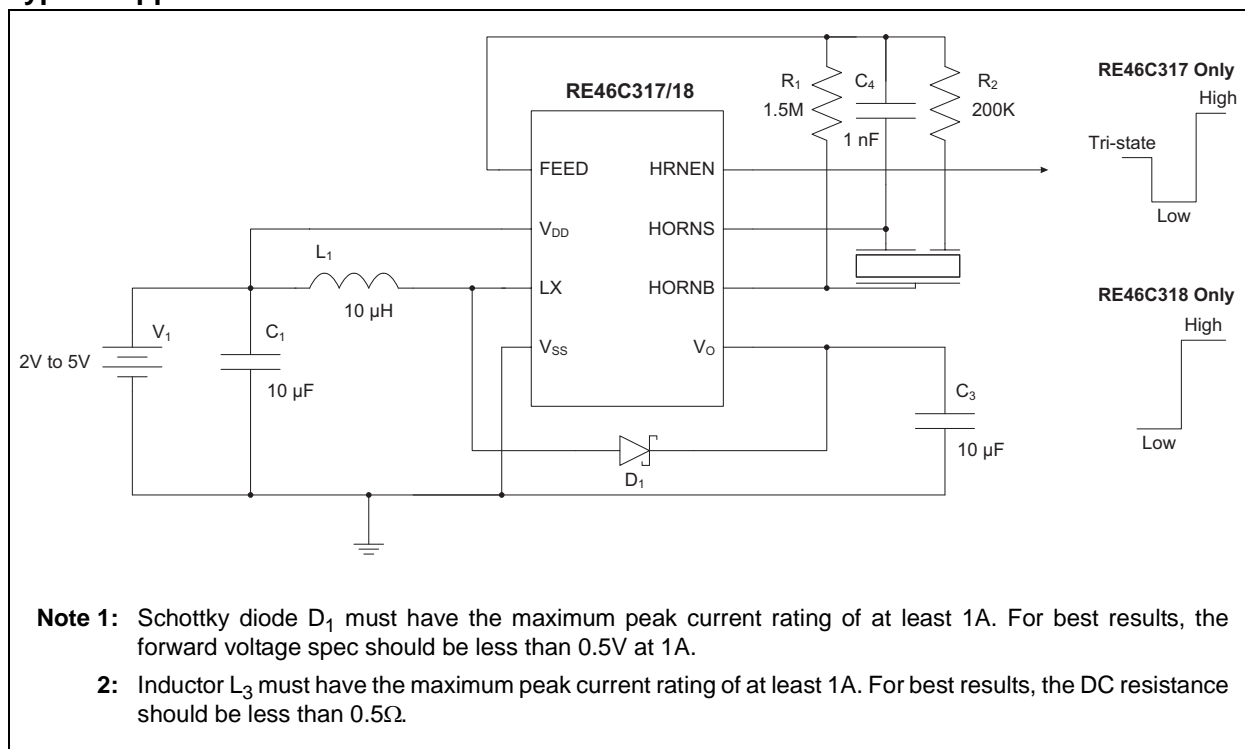 RE46C317/18
R1
1.5M
C4
1 nF
R2
200K
RE46C317 Only
High
Tri-state
Low
FEED
HRNEN
VDD
HORNS
L1
10 µH
LX
HORNB
RE46C318 Only
High
Low
V1
2V to 5V
C1
10 µF
VSS
VO
C3
10 µF
D1
Note 1: Schottky diode D1 must have the maximum peak current rating of at least 1A. For best results, the
forward voltage spec should be less than 0.5V at 1A.
2: Inductor L3 must have the maximum peak current rating of at least 1A. For best results, the DC resistance
should be less than 0.5Ω.